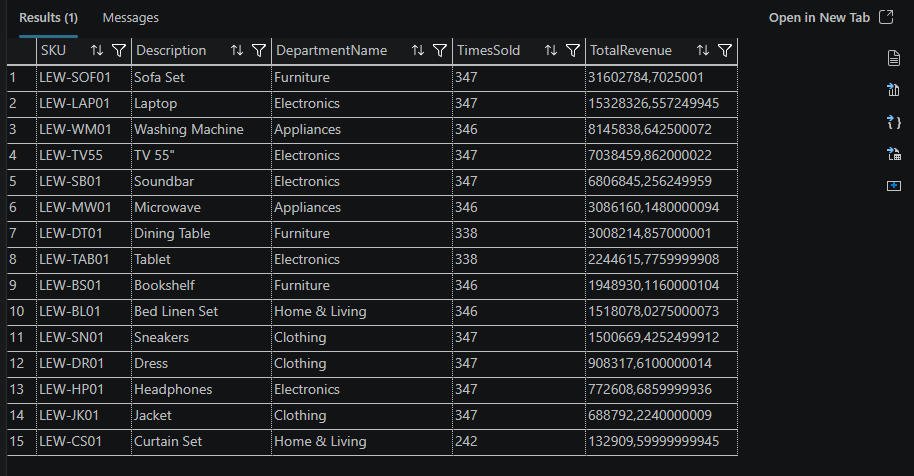 Results (1) Messages Open in New Tab
SKU Description DepartmentName TimesSold TotalRevenue
1 LEW-SOF01 Sofa Set Furniture 347 31602784,7025001
2 LEW-LAP01 Laptop Electronics 347 15328326,557249945
3 LEW-WM01 Washing Machine Appliances 346 8145838,642500072
4 LEW-TV55 TV 55" Electronics 347 7038459,862000022
5 LEW-SB01 Soundbar Electronics 347 6806845,256249959
6 LEW-MW01 Microwave Appliances 346 3086160,1480000094
7 LEW-DT01 Dining Table Furniture 338 3008214,857000001
8 LEW-TAB01 Tablet Electronics 338 2244615,7759999908
9 LEW-BS01 Bookshelf Furniture 346 1948930,1160000104
10 LEW-BL01 Bed Linen Set Home & Living 346 1518078,0275000073
11 LEW-SN01 Sneakers Clothing 347 1500669,4252499912
12 LEW-DR01 Dress Clothing 347 908317,6100000014
13 LEW-HP01 Headphones Electronics 347 772608,6859999936
14 LEW-JK01 Jacket Clothing 347 688792,2240000009
15 LEW-CS01 Curtain Set Home & Living 242 132909,59999999945